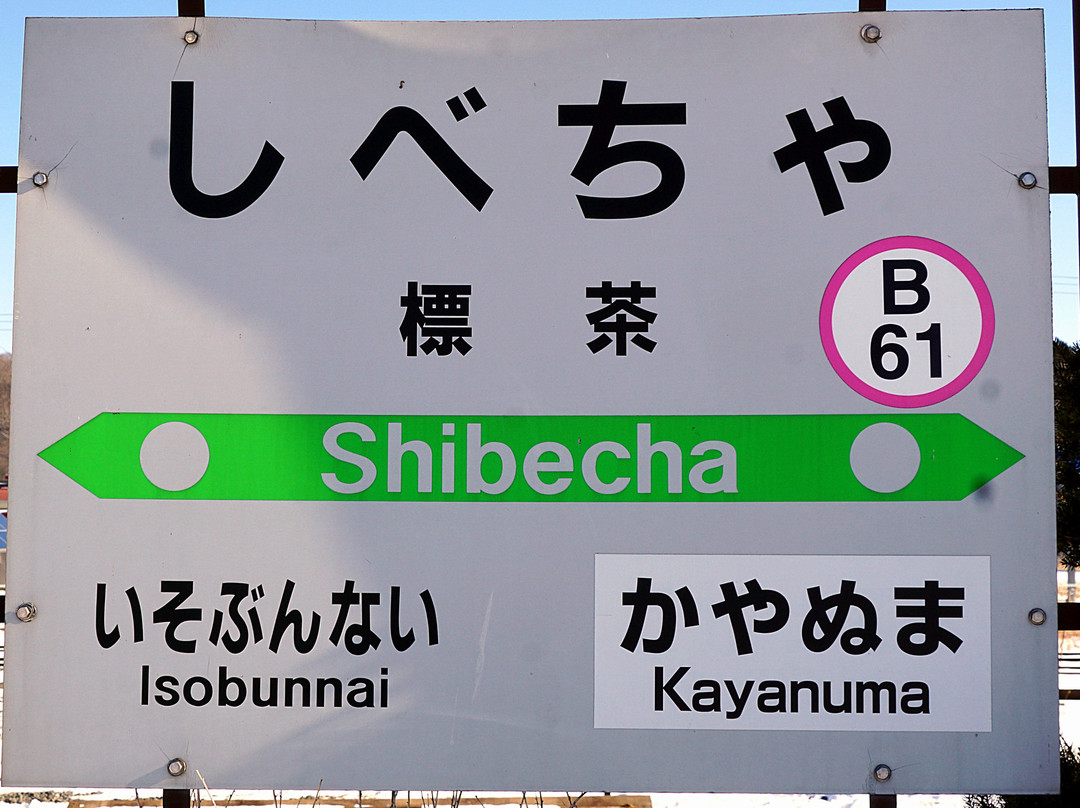 しべちゃ
標茶
B
61
Shibecha
いそぶんない
Isobunnai
かやぬま
Kayanuma